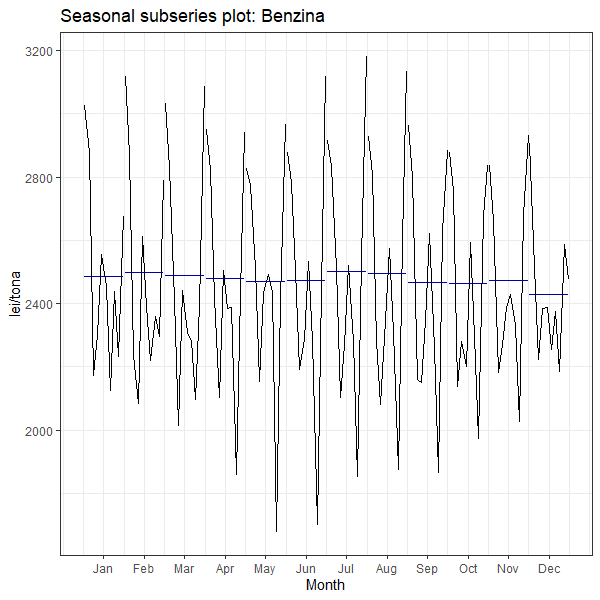 Seasonal subseries plot: Benzina
3200
2800
2400
2000
lei/tona
Jan Feb Mar Apr May Jun Jul Aug Sep Oct Nov Dec
Month